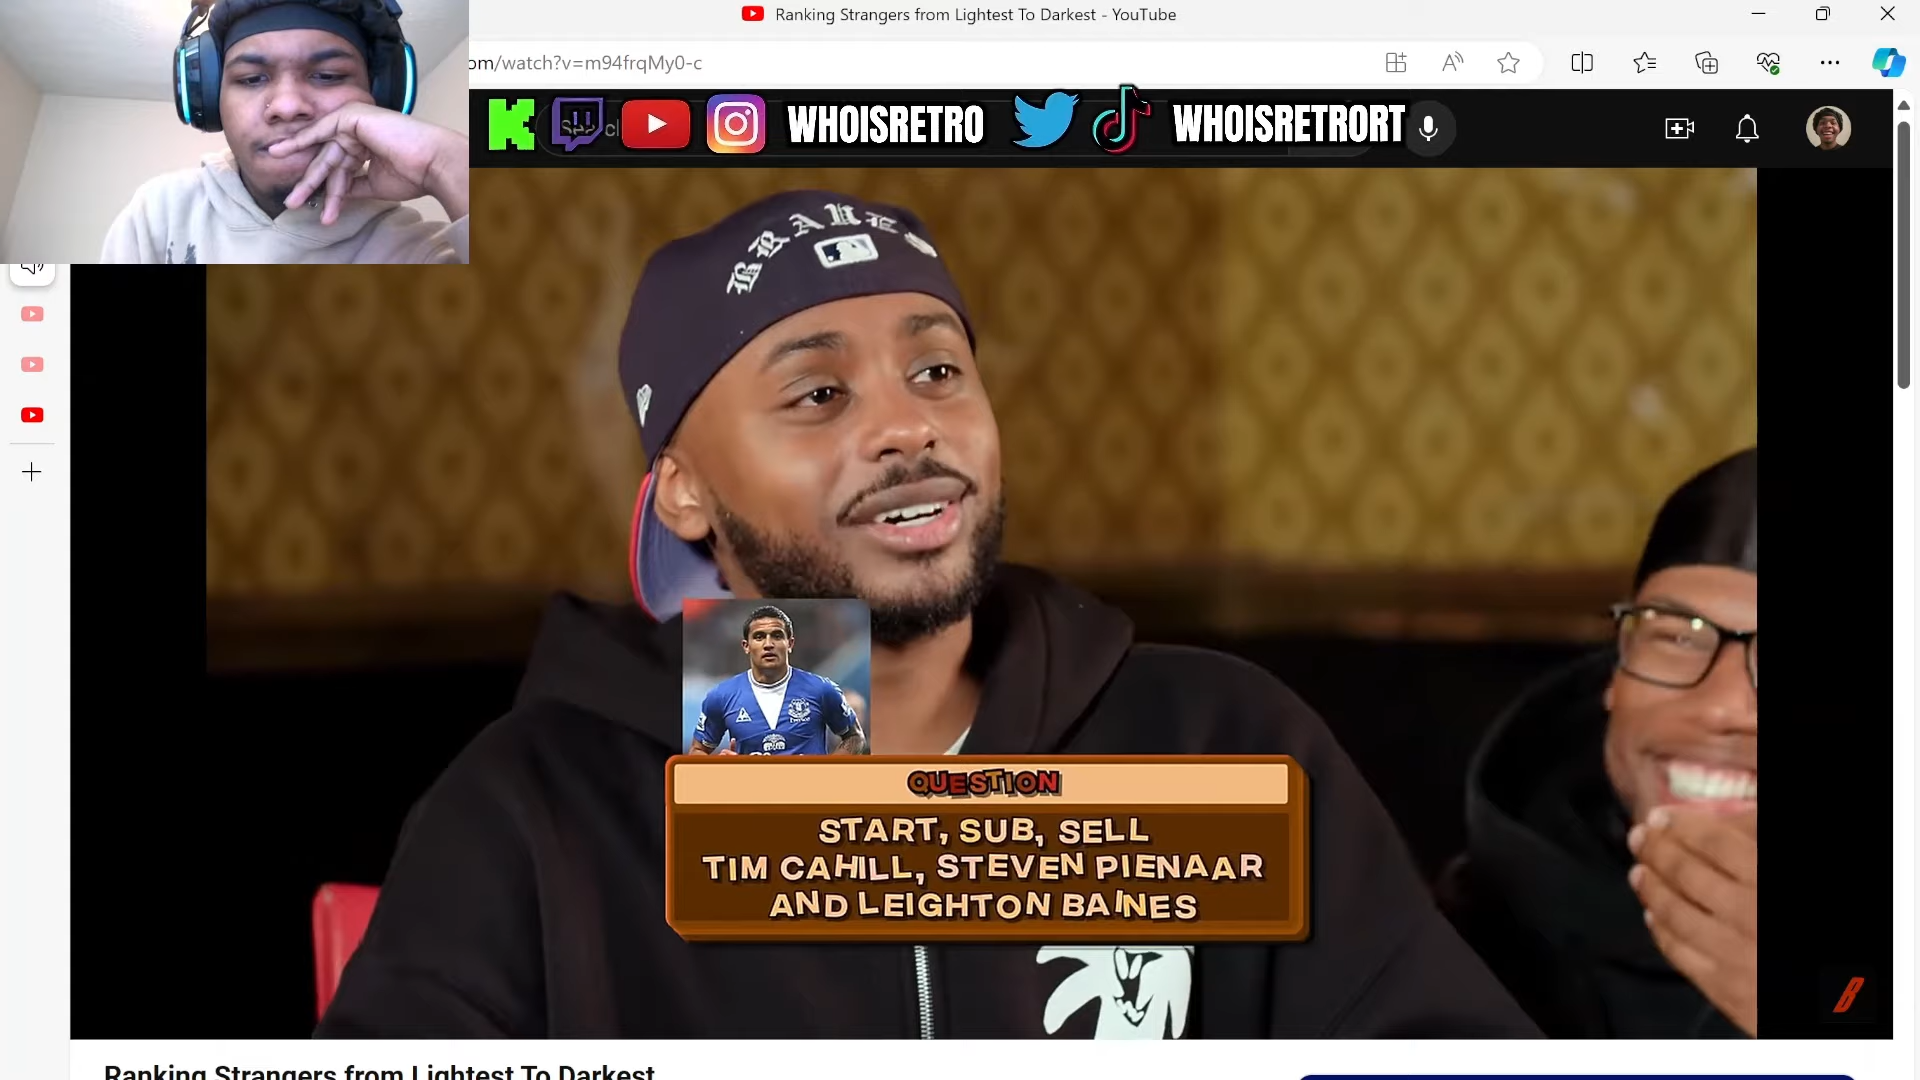 Ranking Strangers from Lightest To Darkest - YouTube
om/watch?v=m94frqMy0-c
WHOISRETRO
WHOISRETRORT
BRAVES
QUESTION
START, SUB, SELL
TIM CAHILL, STEVEN PIENAAR
AND LEIGHTON BAINES
B
Ranking Strangers from Lightest To Darkest